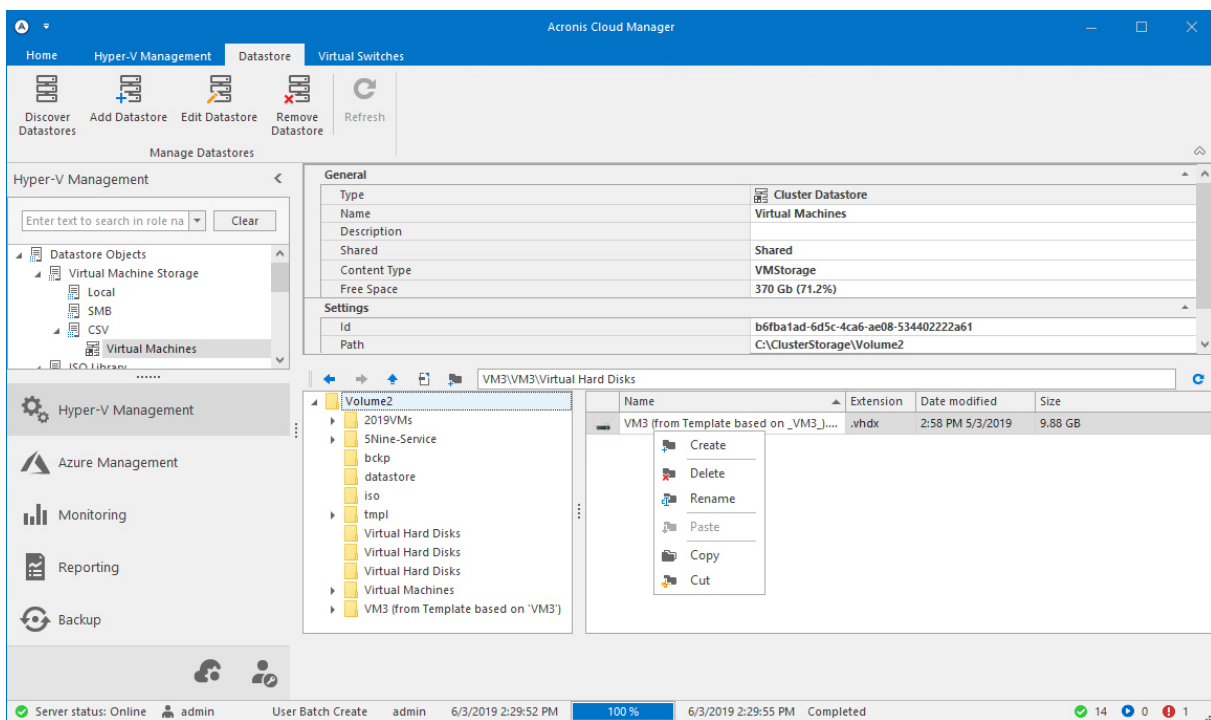 Acronis Cloud Manager
Home Hyper-V Management Datastore Virtual Switches
Discover Datastores
Add Datastore
Edit Datastore
Remove Datastore
Refresh
Manage Datastores
Hyper-V Management
Enter text to search in role na
Clear
Datastore Objects
Virtual Machine Storage
Local
SMB
CSV
Virtual Machines
ISO Library
Hyper-V Management
Azure Management
Monitoring
Reporting
Backup
General
Type Cluster Datastore
Name Virtual Machines
Description
Shared Shared
Content Type VMStorage
Free Space 370 Gb (71.2%)
Settings
Id b6fba1ad-6d5c-4ca6-ae08-534402222a61
Path C:\ClusterStorage\Volume2
VM3\VM3\Virtual Hard Disks
Volume2
2019VMs
5Nine-Service
bckp
datastore
iso
tmpl
Virtual Hard Disks
Virtual Hard Disks
Virtual Hard Disks
Virtual Machines
VM3 (from Template based on 'VM3')
Name Extension Date modified Size
VM3 (from Template based on _VM3_).... .vhdx 2:58 PM 5/3/2019 9.88 GB
Create
Delete
Rename
Paste
Copy
Cut
Server status: Online admin User Batch Create admin 6/3/2019 2:29:52 PM 100 % 6/3/2019 2:29:55 PM Completed 14 0 1